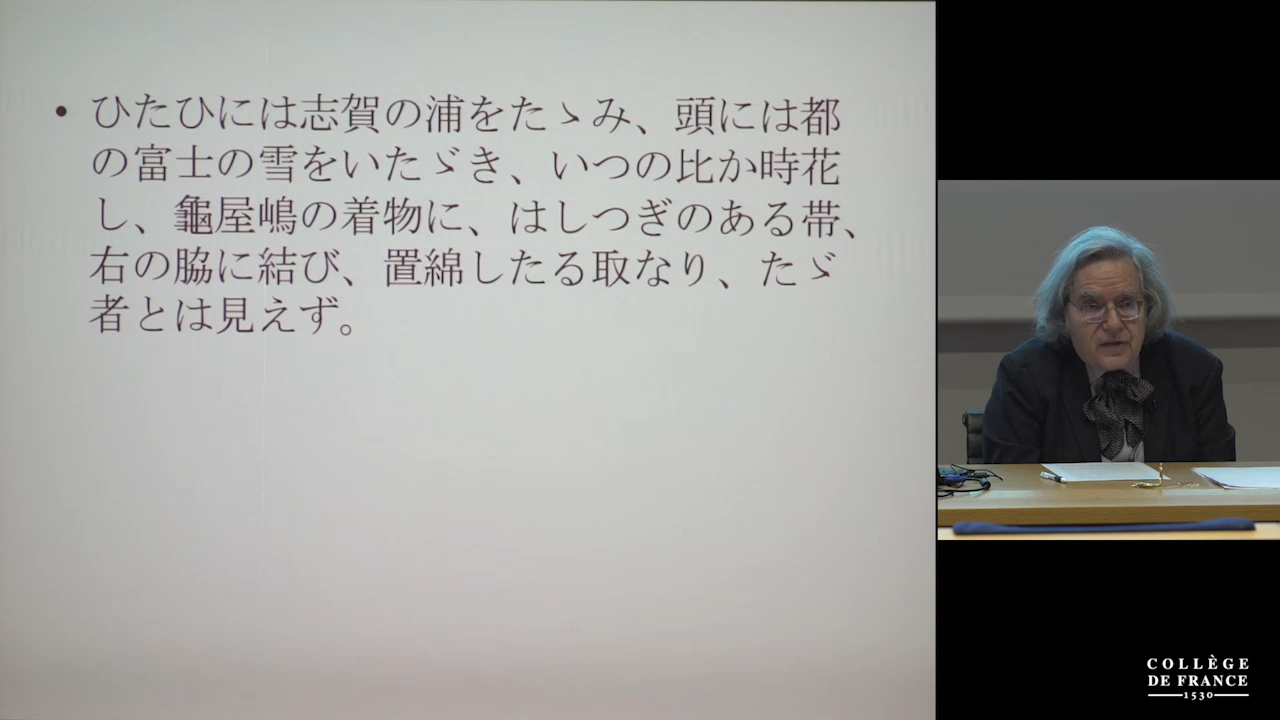 • ひたひには志賀の浦をたゝみ、頭には都
の富士の雪をいたゞき、いつの比か時花
し、龜屋嶋の着物に、はしつぎのある帯、
右の脇に結び、置綿したる取なり、たゞ
者とは見えず。
COLLÈGE
DE FRANCE
1530